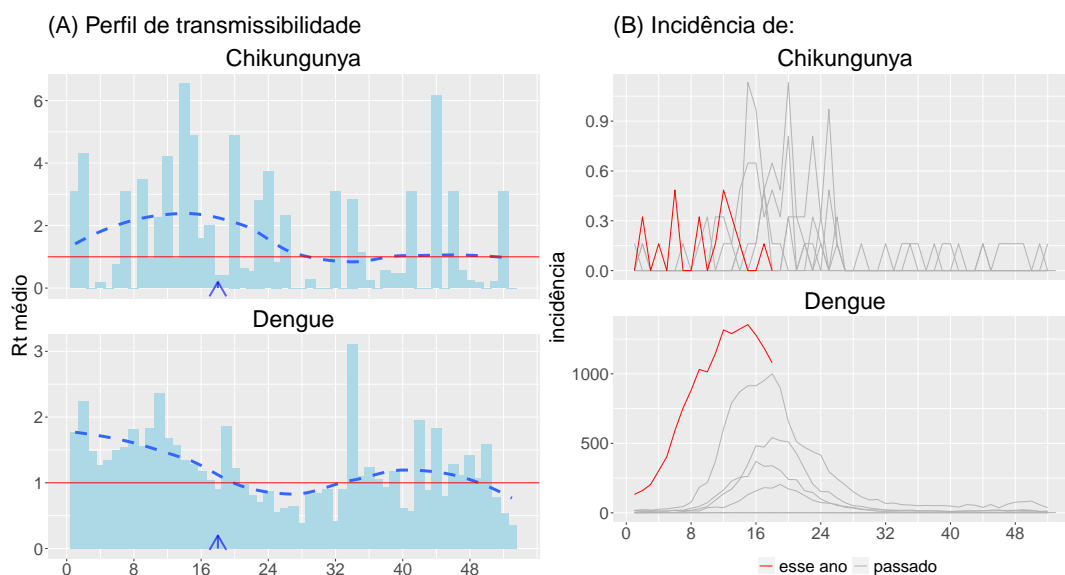 (A) Perfil de transmissibilidade
Chikungunya
6
4
2
0
Dengue
3
2
1
0
0 8 16 24 32 40 48
Rt médio
(B) Incidência de:
Chikungunya
0.9
0.6
0.3
0.0
Dengue
1000
500
0
0 8 16 24 32 40 48
incidência
esse ano passado